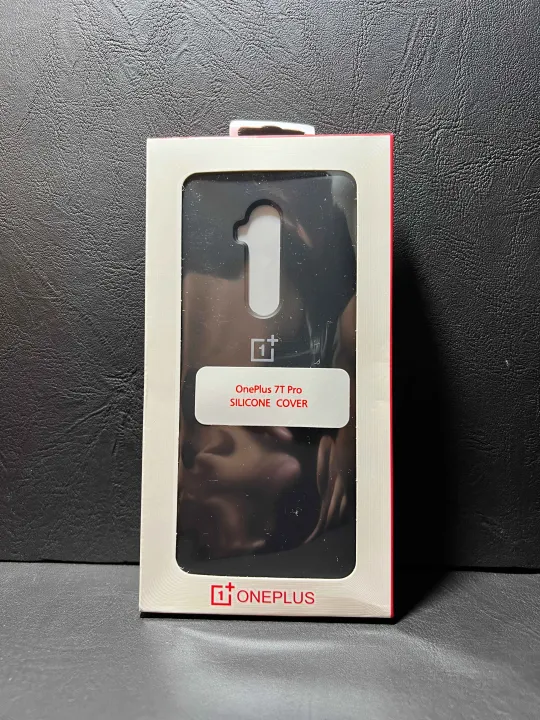 1+
OnePlus 7T Pro
SILICONE COVER
1+ ONEPLUS